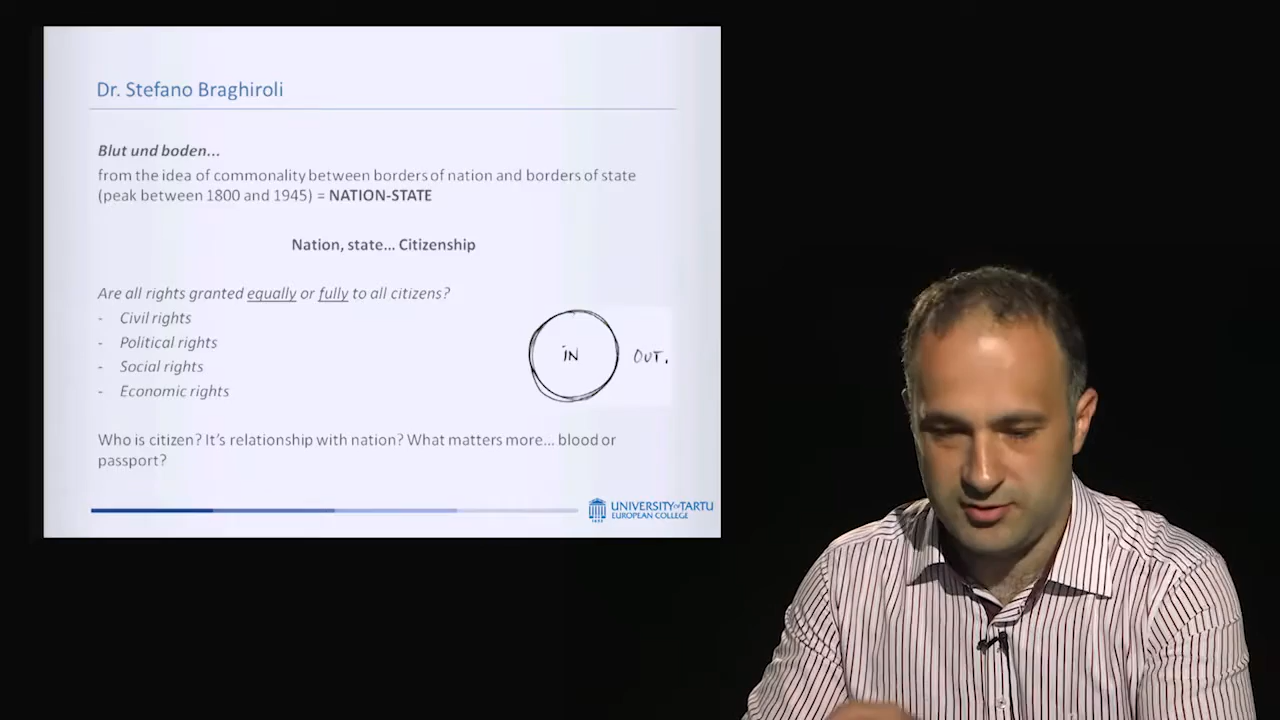 Dr. Stefano Braghiroli
Blut und boden...
from the idea of commonality between borders of nation and borders of state
(peak between 1800 and 1945) = NATION-STATE
Nation, state... Citizenship
Are all rights granted equally or fully to all citizens?
- Civil rights
- Political rights
- Social rights
- Economic rights
IN OUT.
Who is citizen? It's relationship with nation? What matters more... blood or
passport?
UNIVERSITY OF TARTU
EUROPEAN COLLEGE
1632